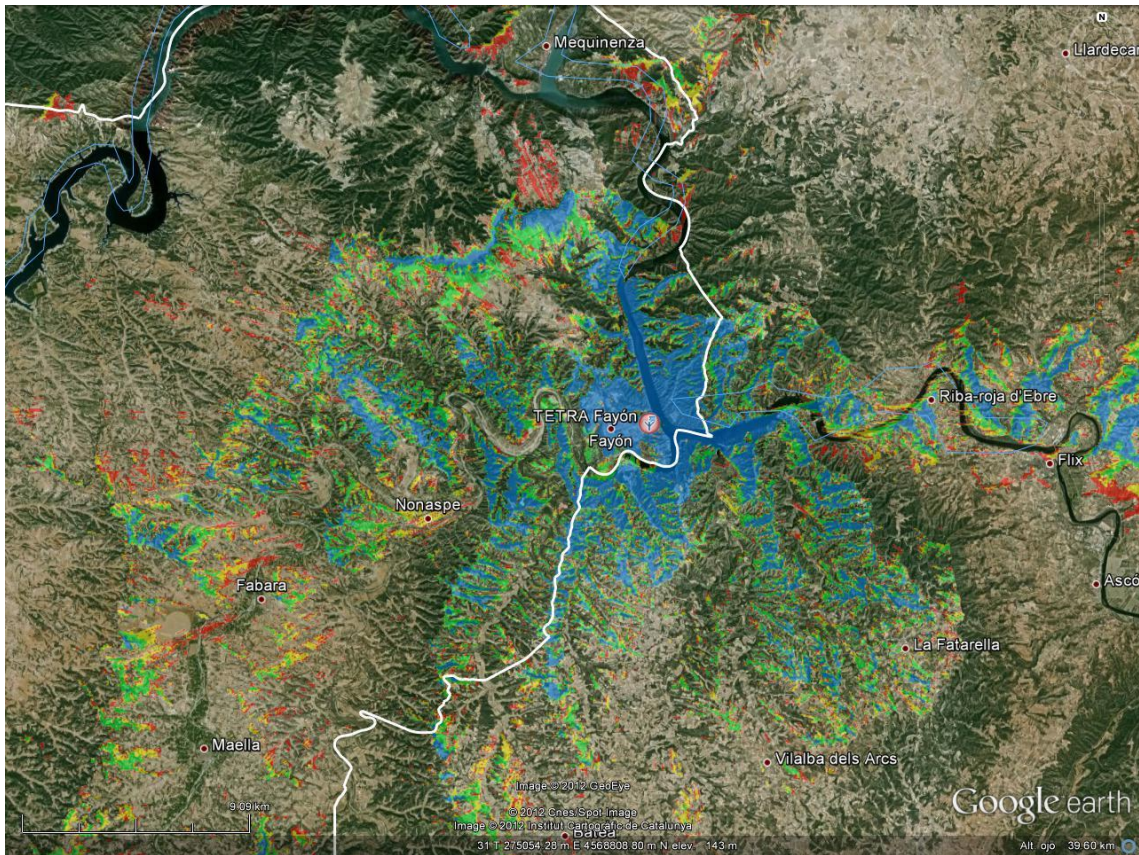 N
Mequinenza
Llardecan
Riba-roja d'Ebre
TETRA Fayón
Fayón
Flix
Nonaspe
Ascó
Fabara
La Fatarella
Maella
Vilalba dels Arcs
Image © 2012 GeoEye
9.09 km
© 2012 Cnes/Spot Image
Image © 2012 Institut Cartogràfic de Catalunya
Google earth
Batea
31 T 275054.28 m E 4568808.80 m N elev 143 m
Alt. ojo 39.60 km